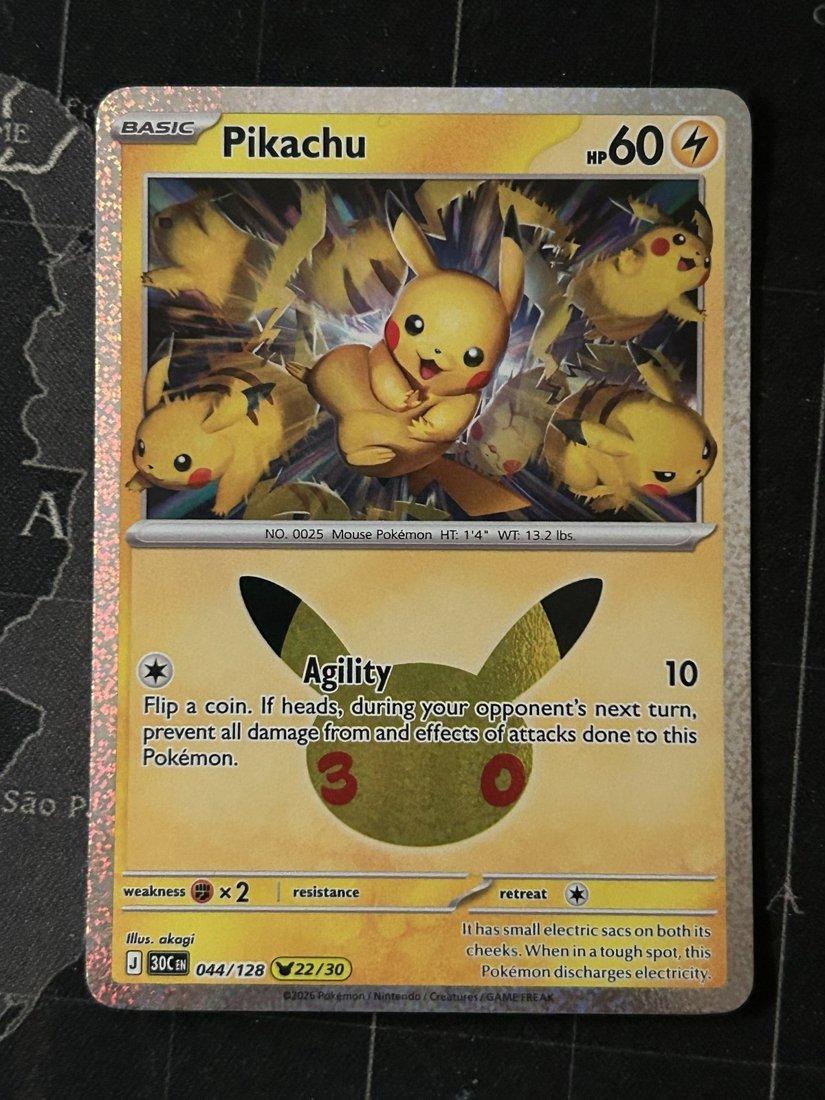 BASIC Pikachu HP 60
NO. 0025 Mouse Pokémon HT: 1'4" WT: 13.2 lbs.
Agility 10
Flip a coin. If heads, during your opponent's next turn,
prevent all damage from and effects of attacks done to this
Pokémon.
3 0
weakness ×2 resistance retreat
Illus. akagi
It has small electric sacs on both its
cheeks. When in a tough spot, this
Pokémon discharges electricity.
J 30C EN 044/128 22/30
©2026 Pokémon / Nintendo / Creatures / GAME FREAK
A
São P